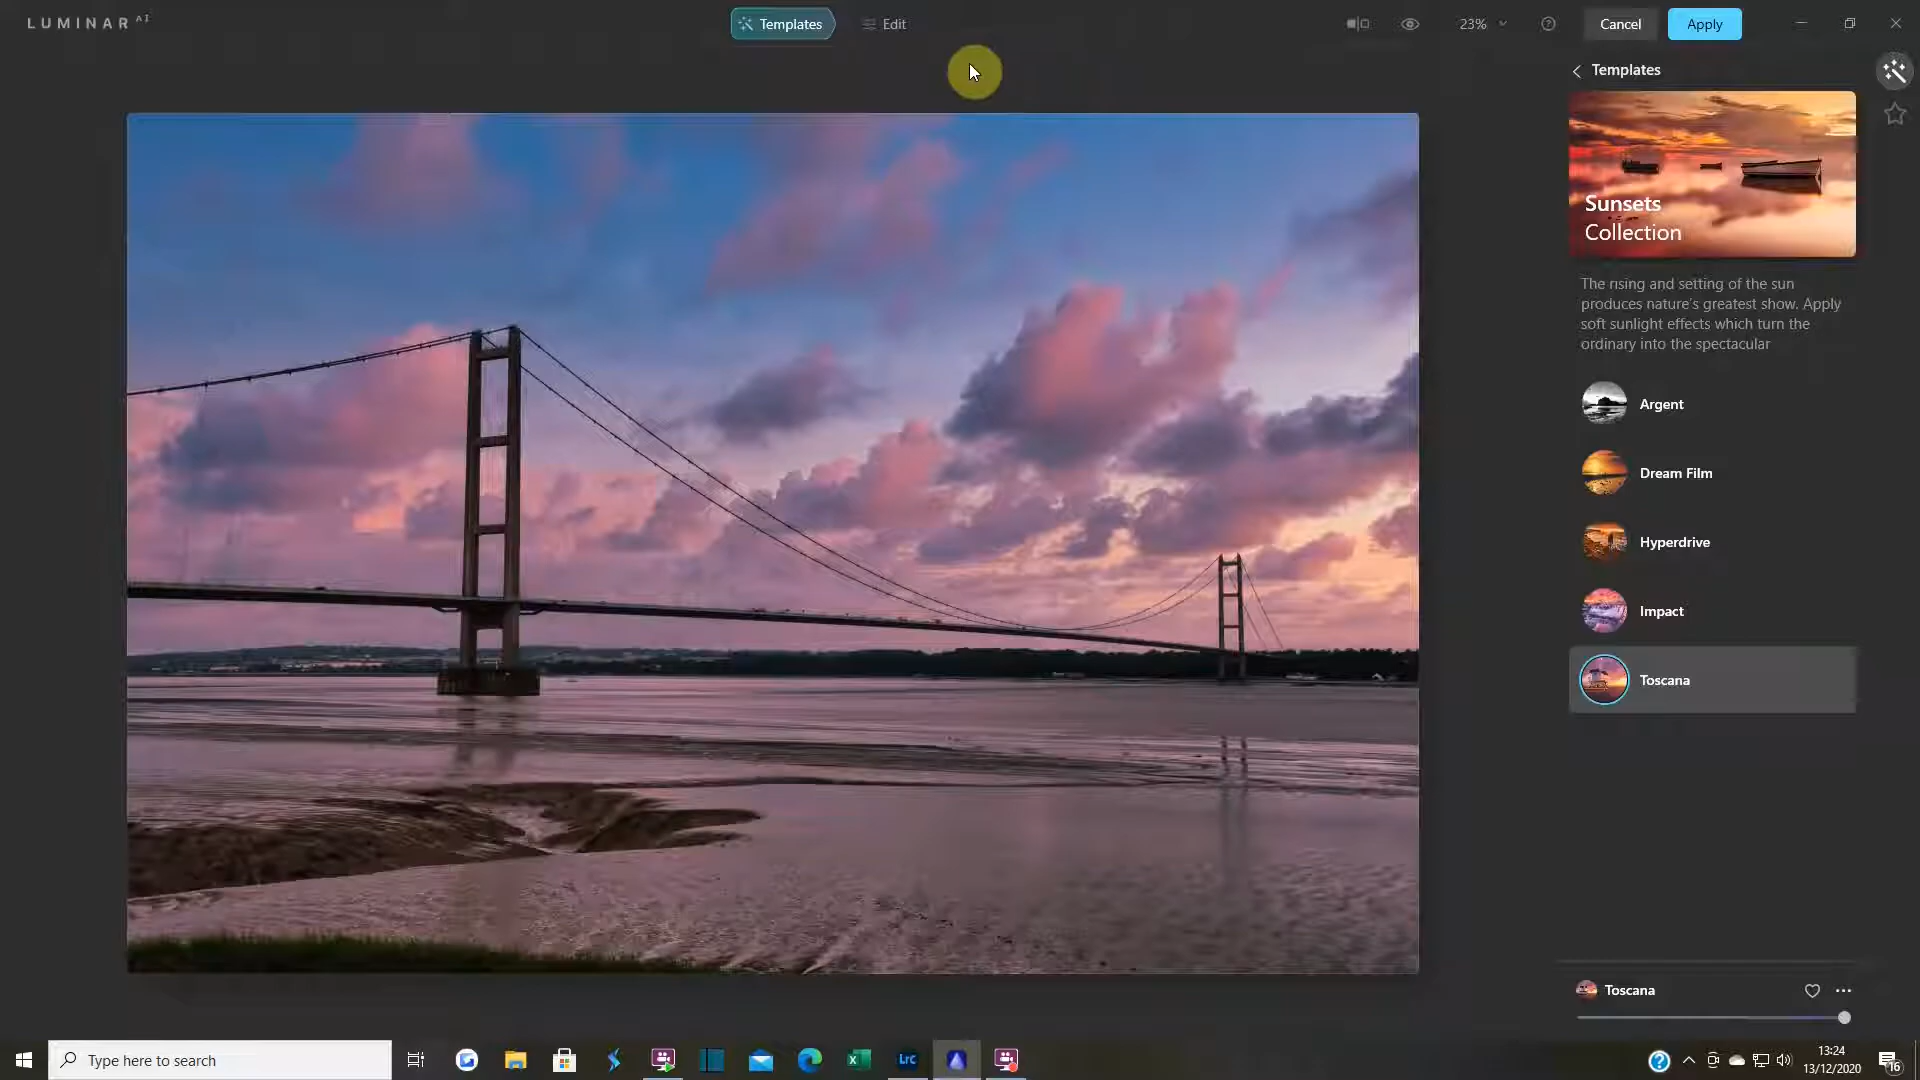 LUMINAR AI
Templates
Edit
23%
Cancel
Apply
Templates
Sunsets
Collection
The rising and setting of the sun
produces nature's greatest show. Apply
soft sunlight effects which turn the
ordinary into the spectacular
Argent
Dream Film
Hyperdrive
Impact
Toscana
Toscana
Type here to search
Lrc
13:24
13/12/2020
16